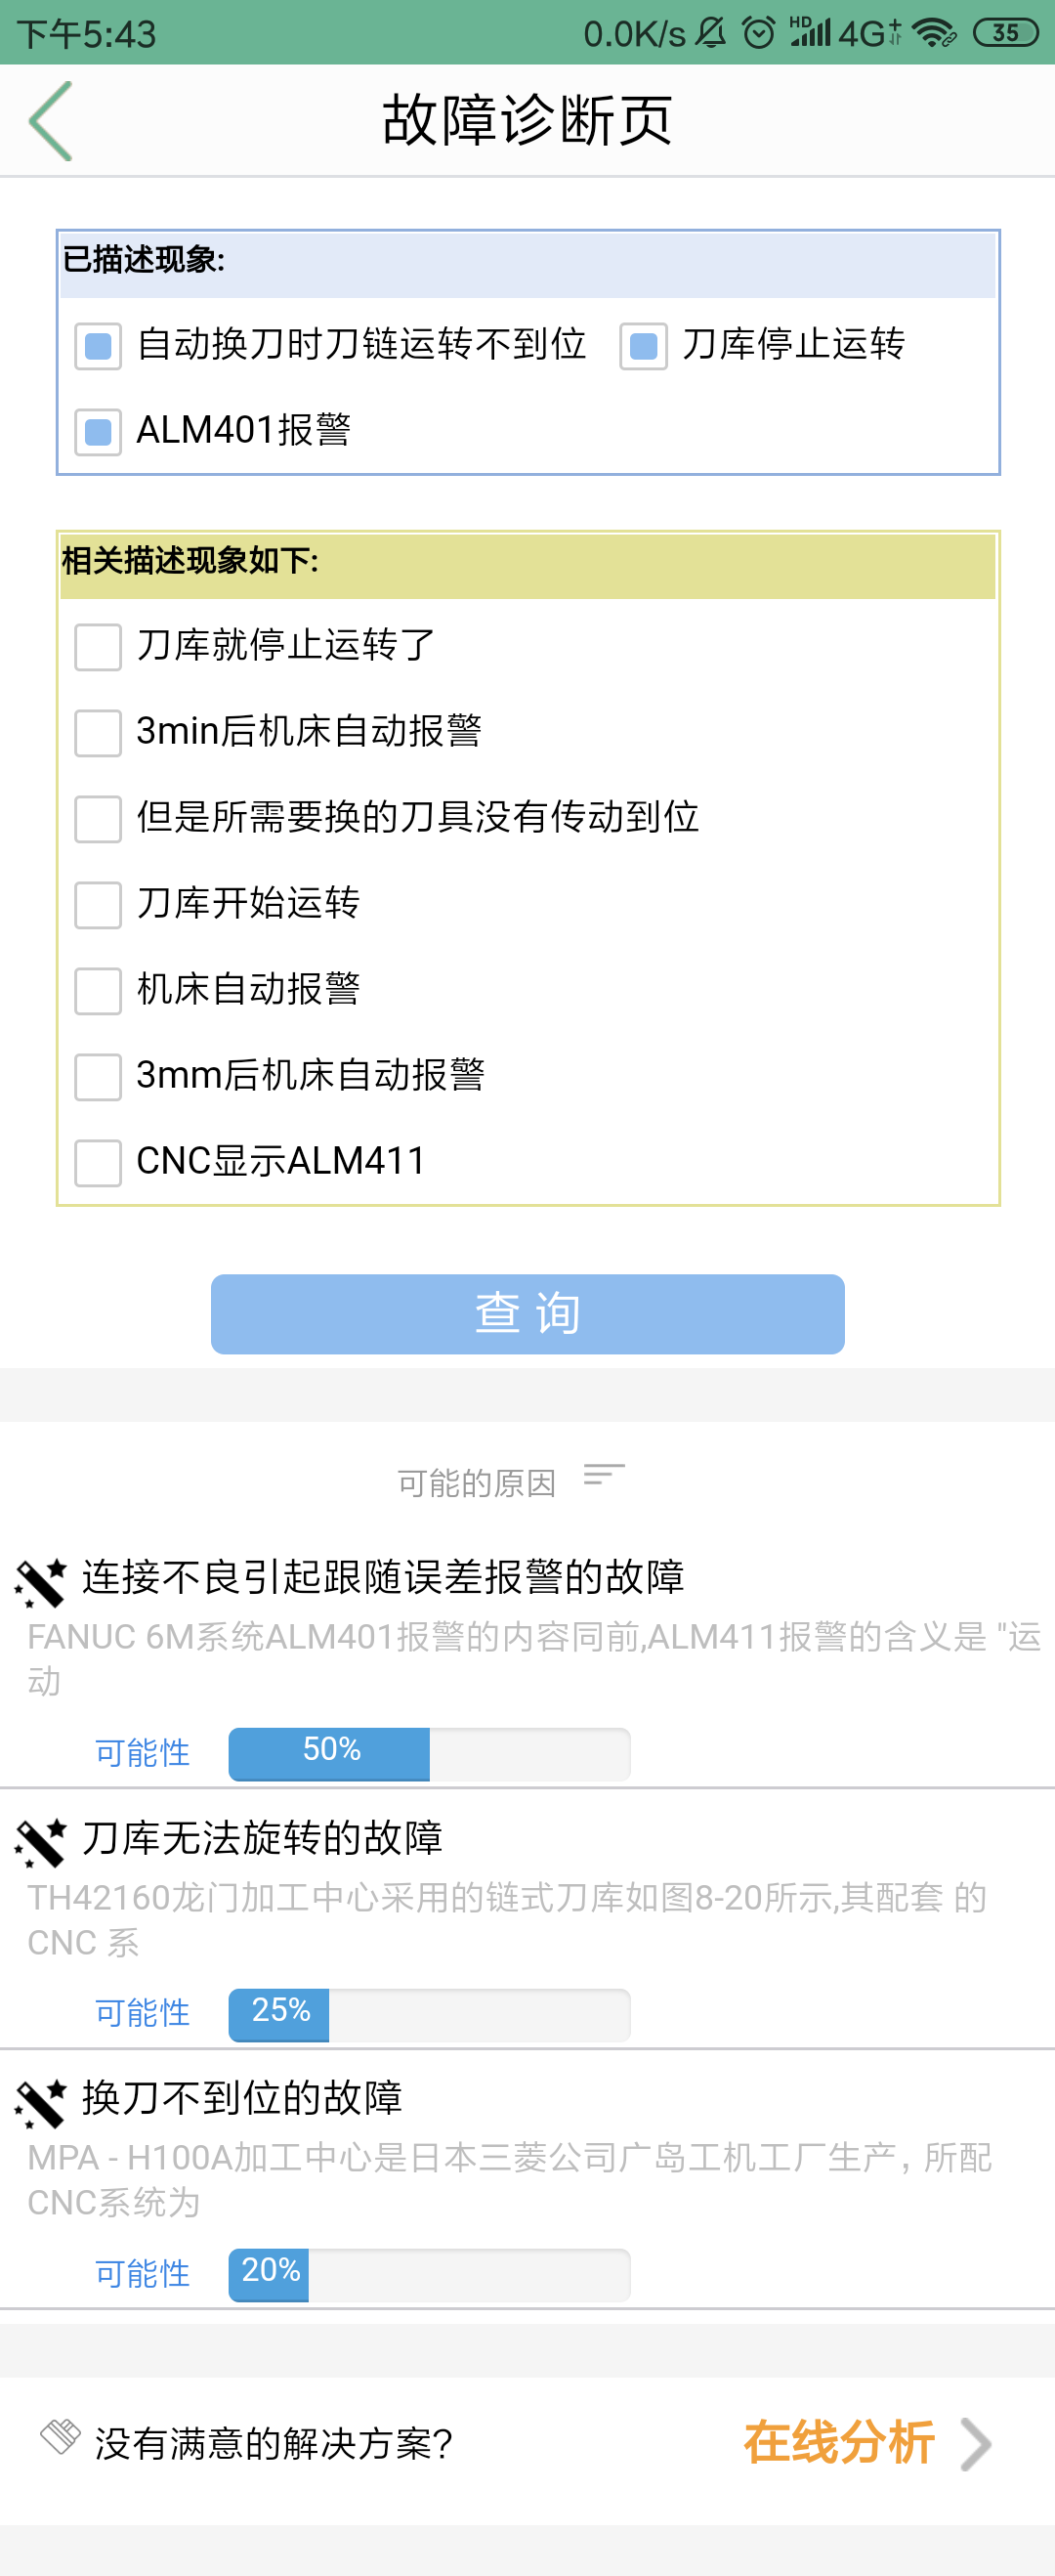 下午5:43 0.0K/s HD 4G+ 35
故障诊断页
已描述现象:
自动换刀时刀链运转不到位 刀库停止运转
ALM401报警
相关描述现象如下:
刀库就停止运转了
3min后机床自动报警
但是所需要换的刀具没有传动到位
刀库开始运转
机床自动报警
3mm后机床自动报警
CNC显示ALM411
查 询
可能的原因
连接不良引起跟随误差报警的故障
FANUC 6M系统ALM401报警的内容同前,ALM411报警的含义是 "运
动
可能性 50%
刀库无法旋转的故障
TH42160龙门加工中心采用的链式刀库如图8-20所示,其配套 的
CNC 系
可能性 25%
换刀不到位的故障
MPA - H100A加工中心是日本三菱公司广岛工机工厂生产，所配
CNC系统为
可能性 20%
没有满意的解决方案? 在线分析